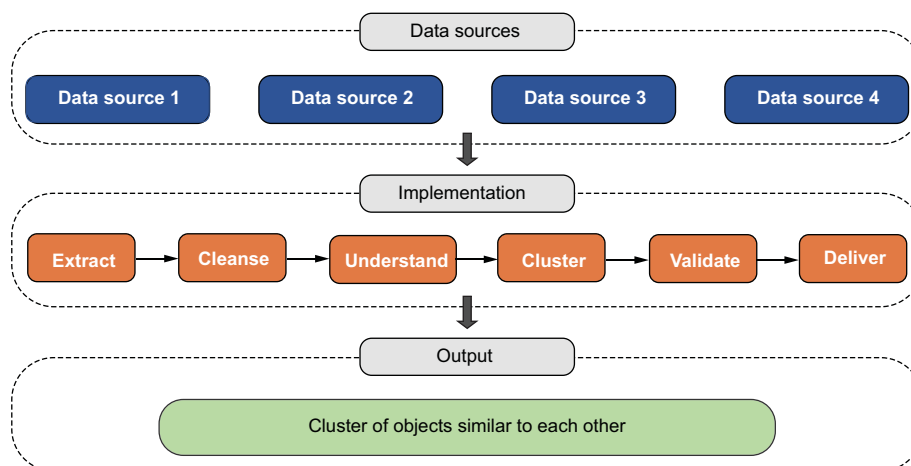 Data sources
Data source 1
Data source 2
Data source 3
Data source 4
Implementation
Extract
Cleanse
Understand
Cluster
Validate
Deliver
Output
Cluster of objects similar to each other